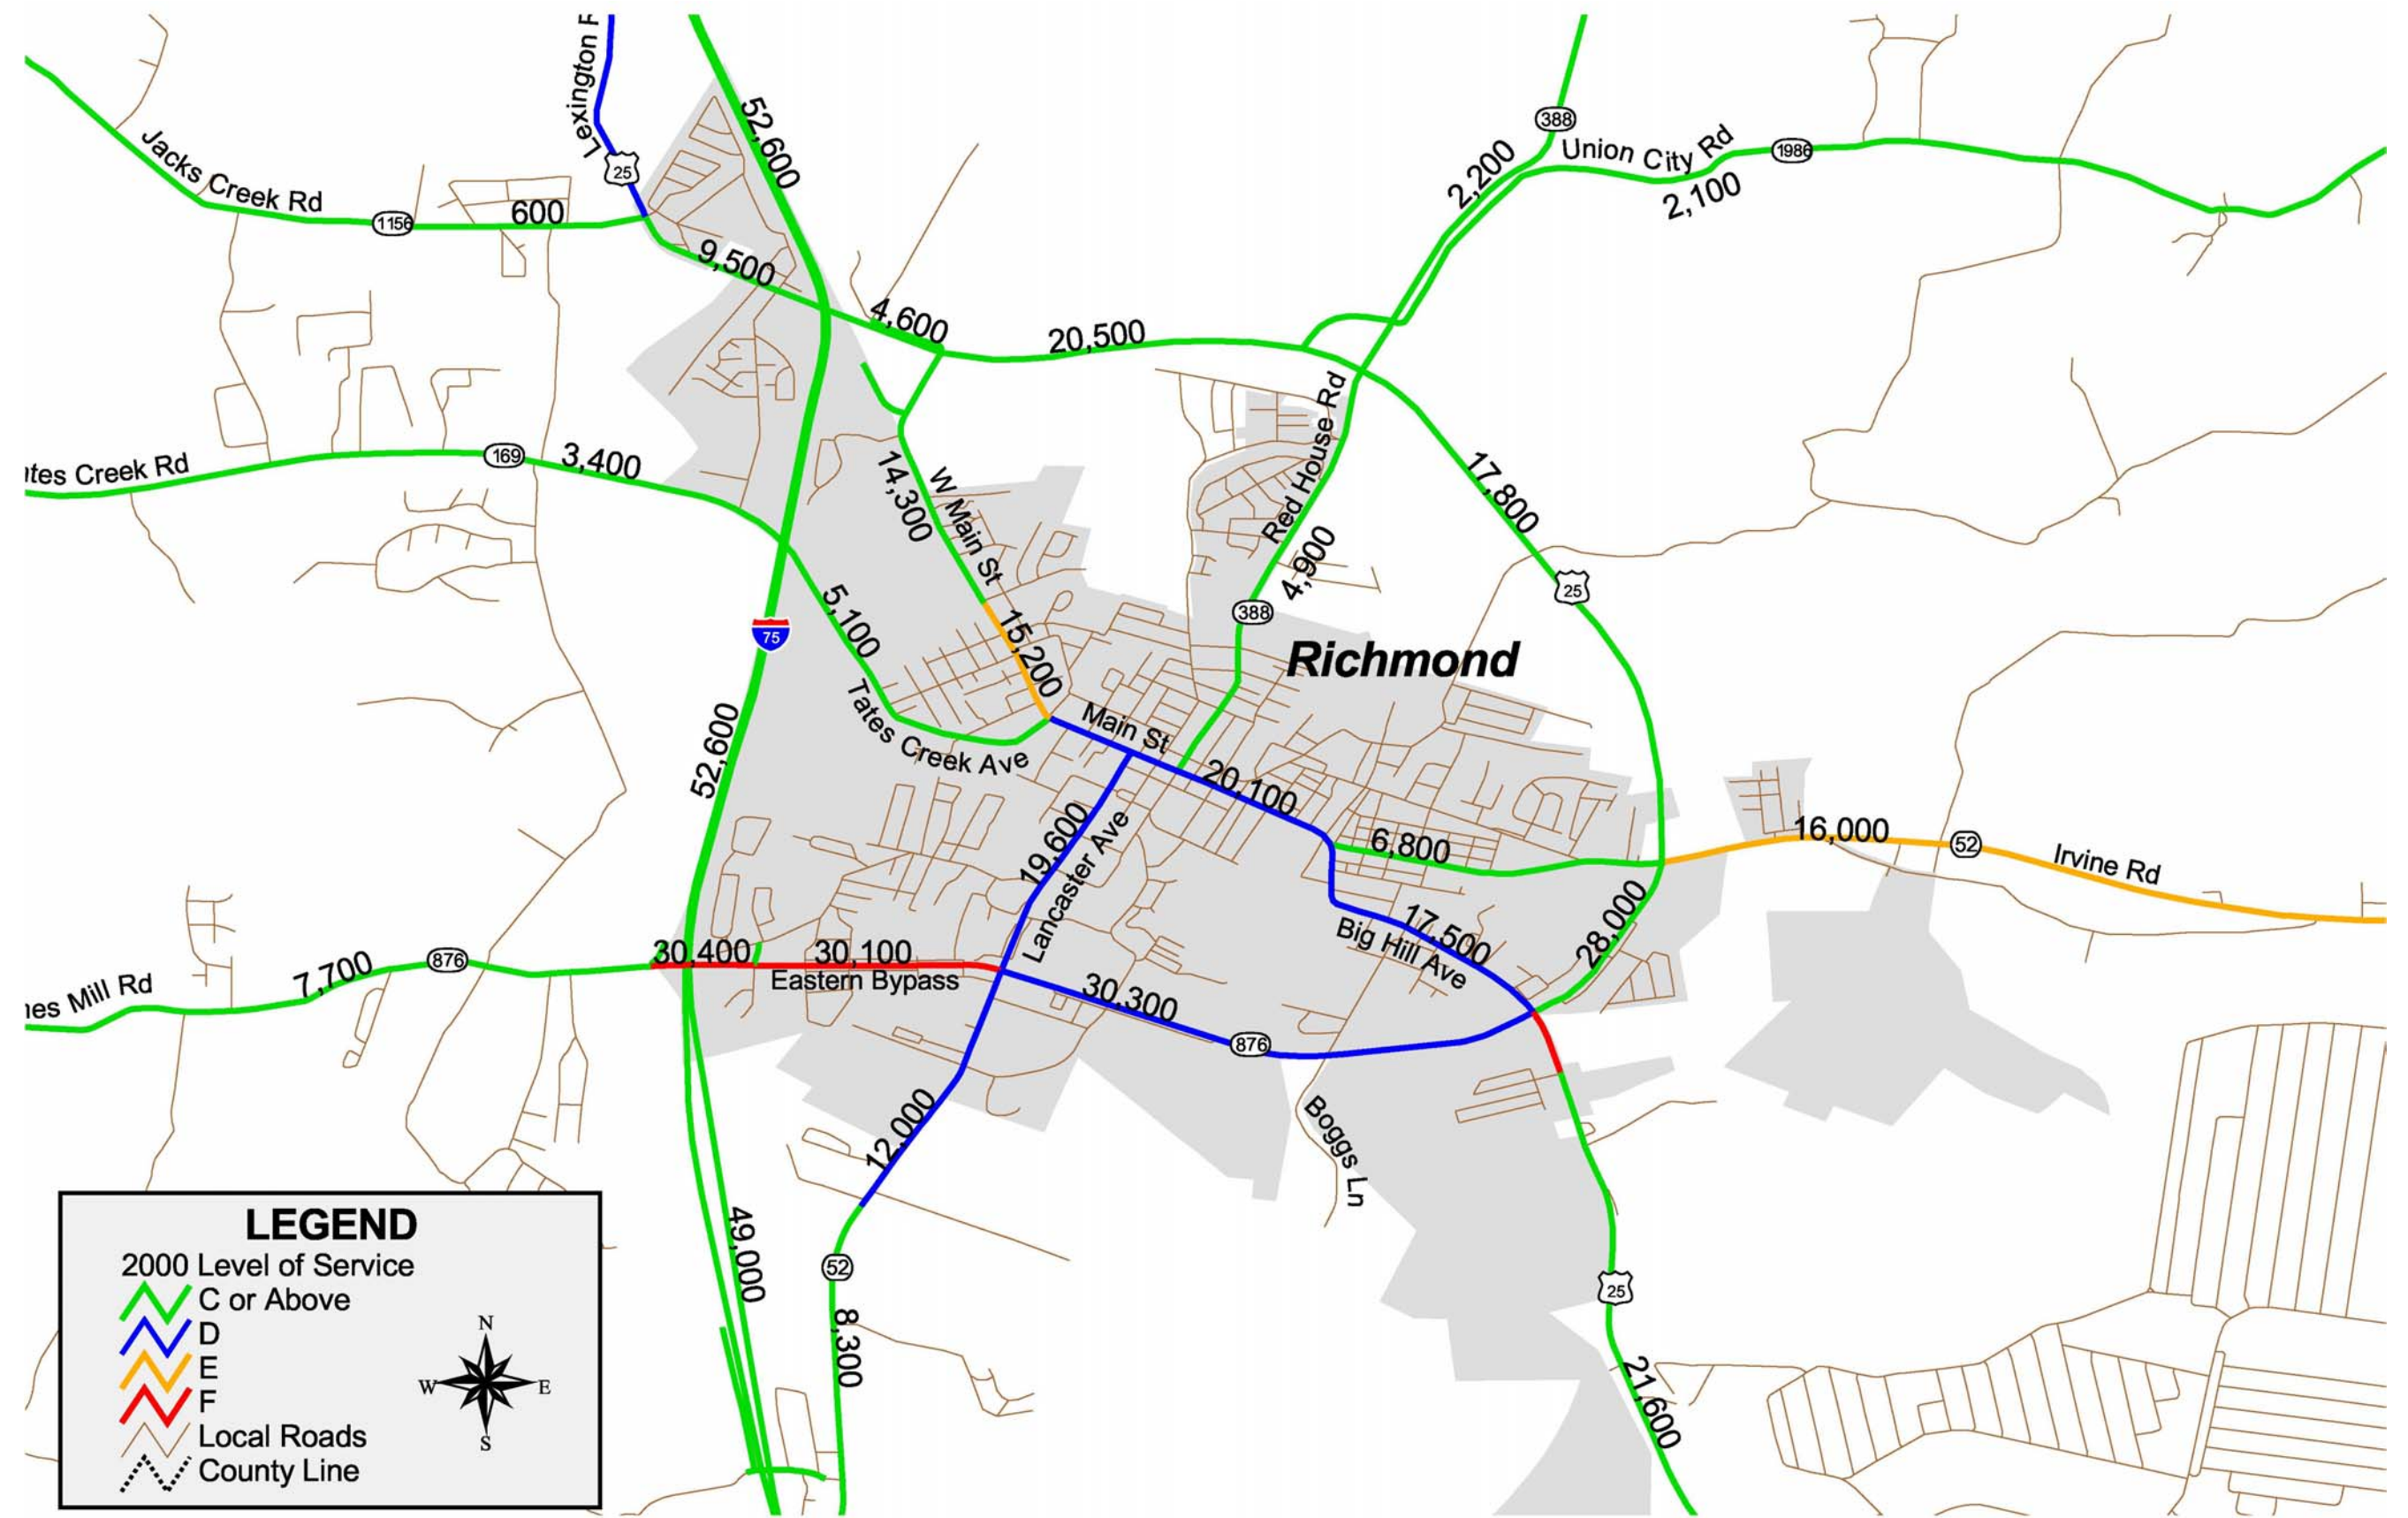 Lexington
52,600
388
Union City Rd
1986
2,200
2,100
Jacks Creek Rd
1156
600
25
9,500
4,600
20,500
Red House Rd
17,800
tes Creek Rd
169
3,400
14,300
W Main St
4,900
25
388
5,100
15,200
75
Richmond
Tates Creek Ave
Main St
52,600
20,100
19,600
Lancaster Ave
6,800
16,000
52
Irvine Rd
17,500
Big Hill Ave
28,000
30,400
30,100
Eastern Bypass
7,700
876
es Mill Rd
30,300
876
12,000
Boggs Ln
49,000
52
8,300
25
21,600
LEGEND
2000 Level of Service
C or Above
D
E
F
Local Roads
County Line
N
W
E
S